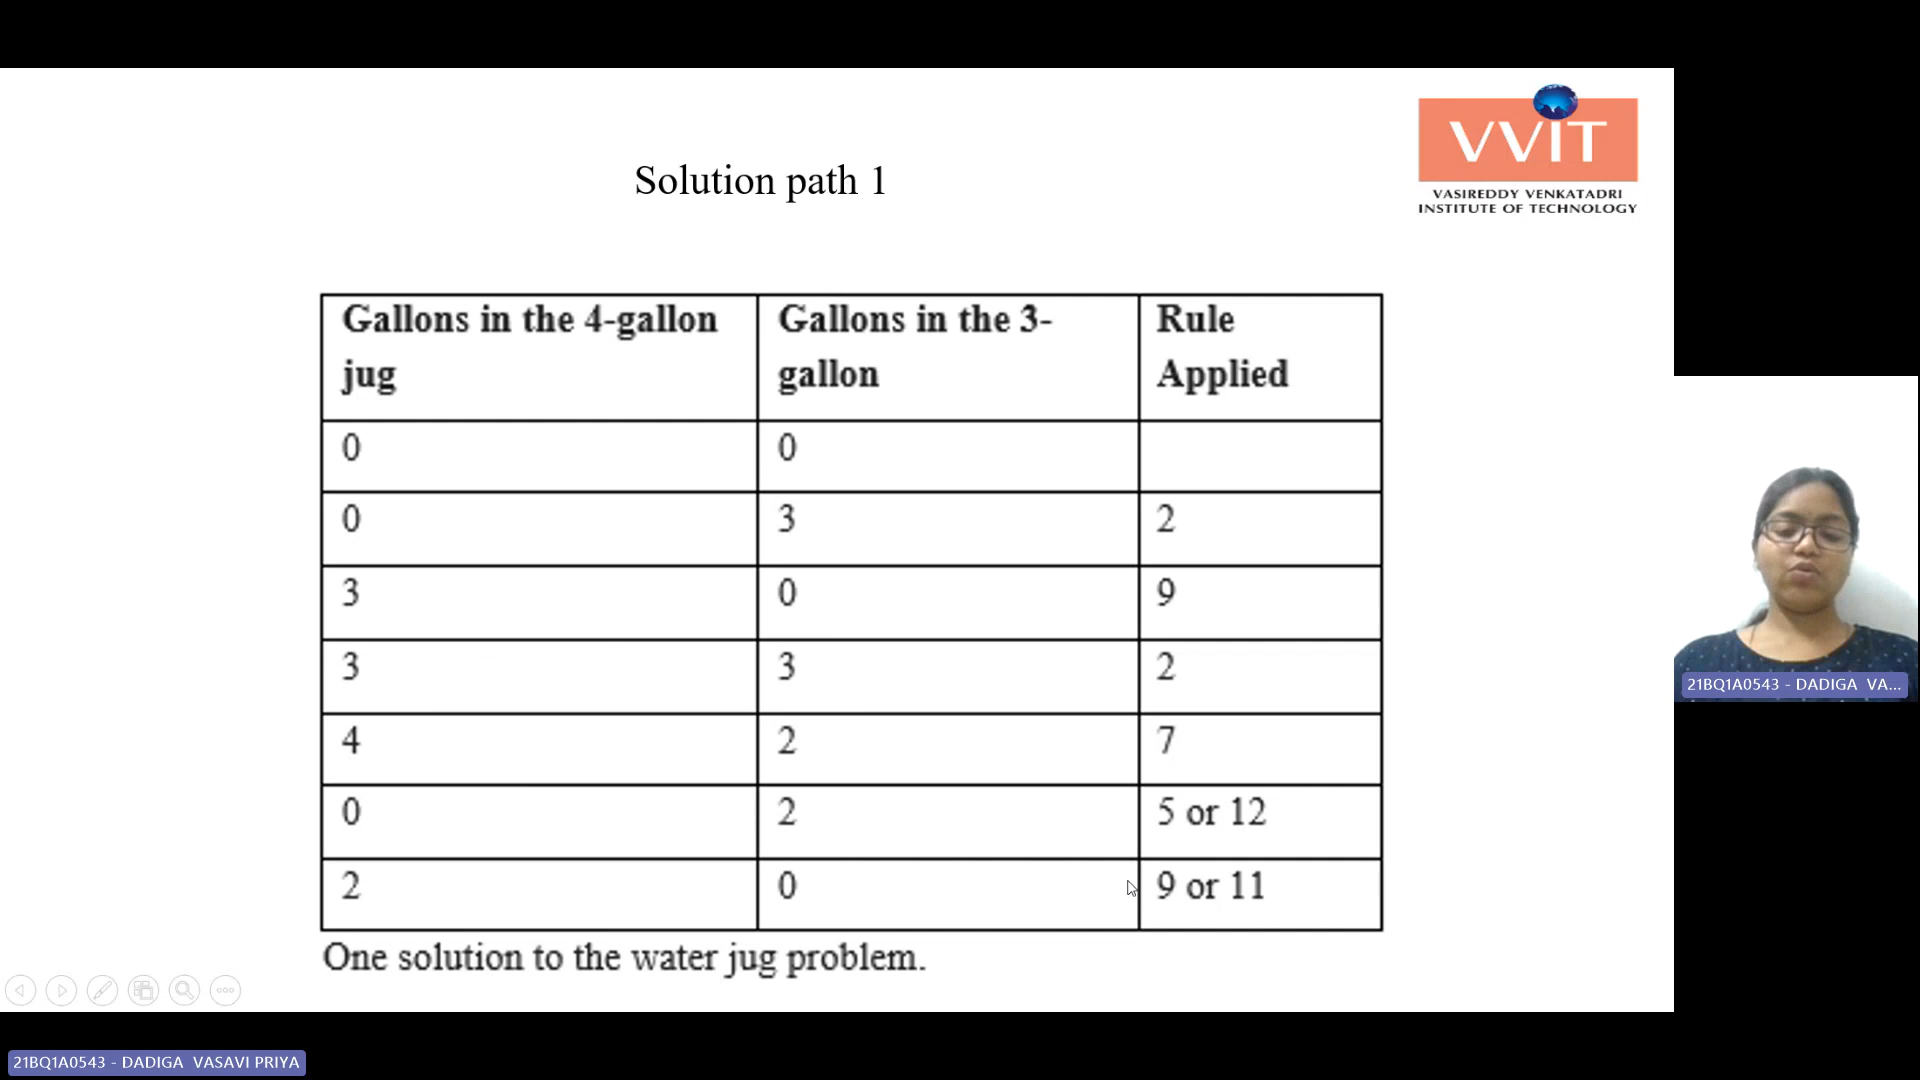 VVIT
VASIREDDY VENKATADRI
INSTITUTE OF TECHNOLOGY
Solution path 1
Gallons in the 4-gallon jug | Gallons in the 3-gallon | Rule Applied
0 0
0 3 2
3 0 9
3 3 2
4 2 7
0 2 5 or 12
2 0 9 or 11
One solution to the water jug problem.
21BQ1A0543 - DADIGA VA...
21BQ1A0543 - DADIGA VASAVI PRIYA